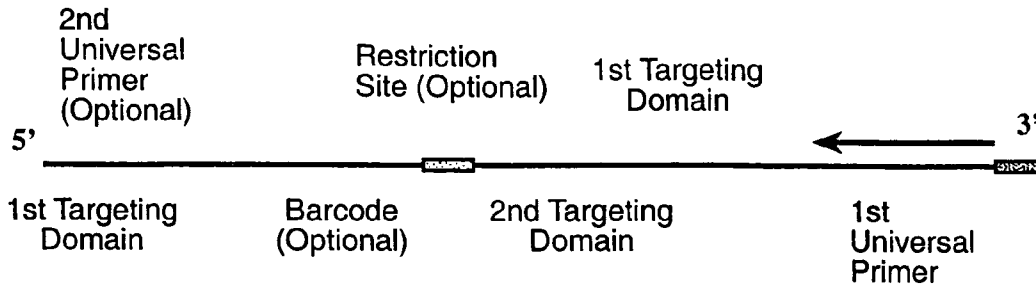 2nd
Universal
Primer
(Optional)
Restriction
Site (Optional)
1st Targeting
Domain
5’
3’
1st Targeting
Domain
Barcode
(Optional)
2nd Targeting
Domain
1st
Universal
Primer